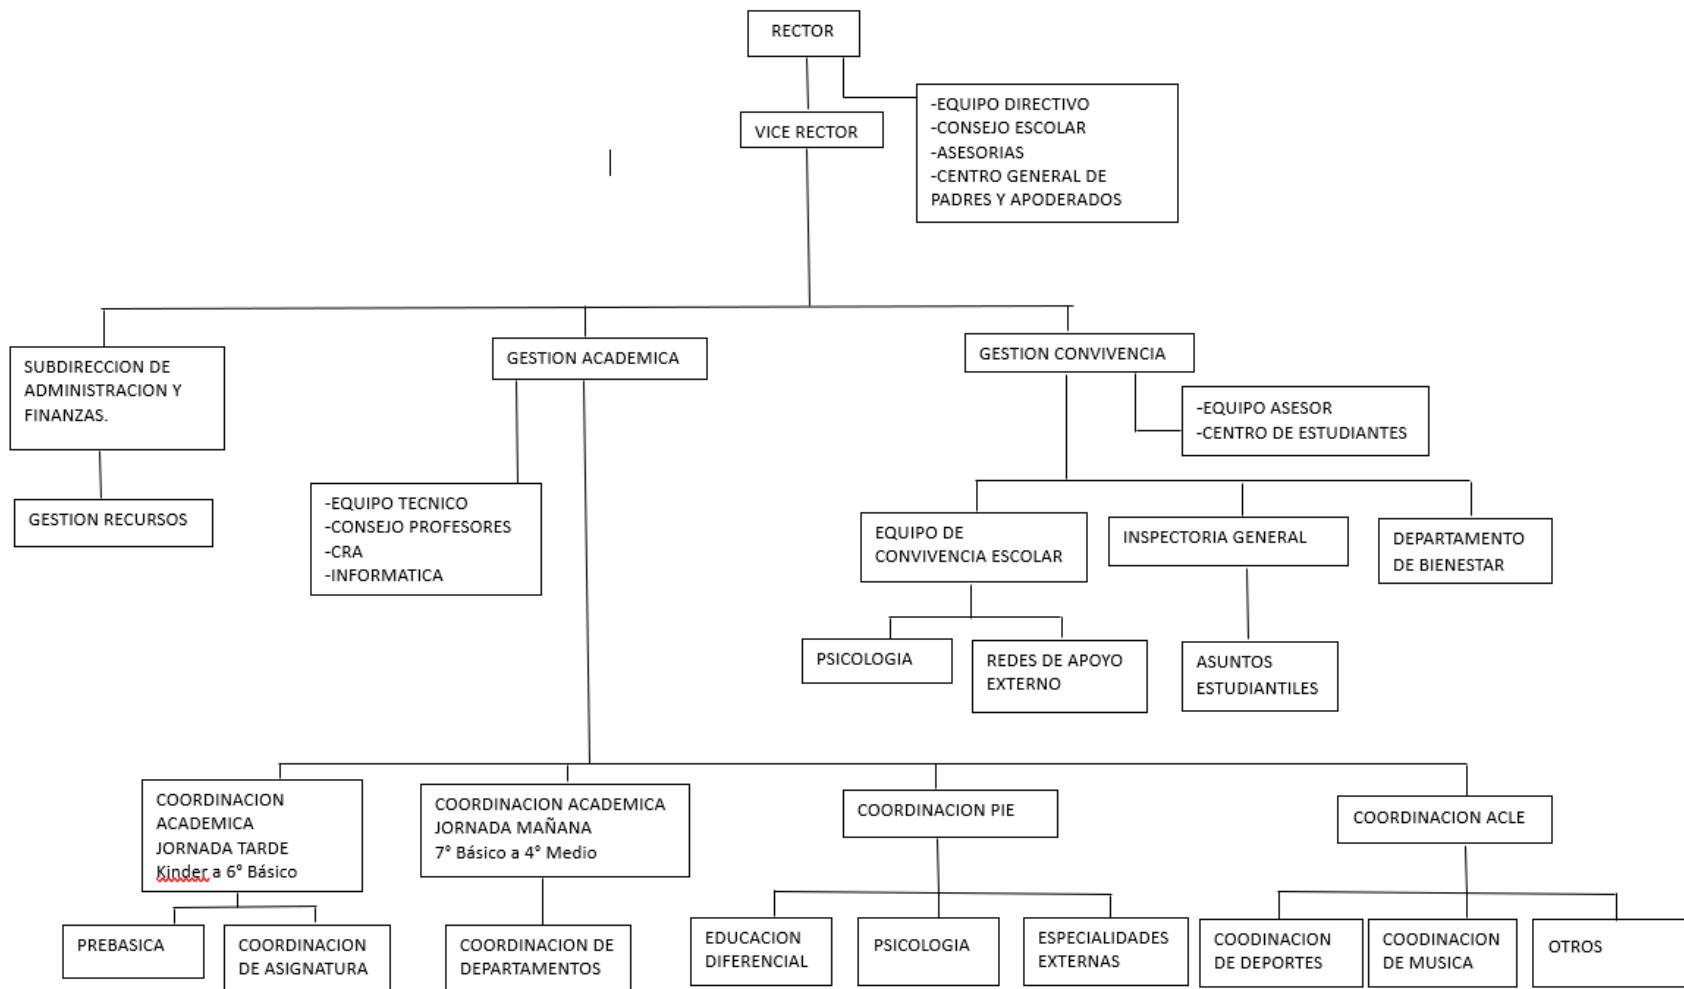 RECTOR
-EQUIPO DIRECTIVO
-CONSEJO ESCOLAR
-ASESORIAS
-CENTRO GENERAL DE
PADRES Y APODERADOS
VICE RECTOR
SUBDIRECCION DE
ADMINISTRACION Y
FINANZAS.
GESTION ACADEMICA
GESTION CONVIVENCIA
-EQUIPO ASESOR
-CENTRO DE ESTUDIANTES
GESTION RECURSOS
-EQUIPO TECNICO
-CONSEJO PROFESORES
-CRA
-INFORMATICA
EQUIPO DE
CONVIVENCIA ESCOLAR
INSPECTORIA GENERAL
DEPARTAMENTO
DE BIENESTAR
PSICOLOGIA
REDES DE APOYO
EXTERNO
ASUNTOS
ESTUDIANTILES
COORDINACION
ACADEMICA
JORNADA TARDE
Kinder a 6° Básico
COORDINACION ACADEMICA
JORNADA MAÑANA
7° Básico a 4° Medio
COORDINACION PIE
COORDINACION ACLE
PREBASICA
COORDINACION
DE ASIGNATURA
COORDINACION DE
DEPARTAMENTOS
EDUCACION
DIFERENCIAL
PSICOLOGIA
ESPECIALIDADES
EXTERNAS
COODINACION
DE DEPORTES
COODINACION
DE MUSICA
OTROS